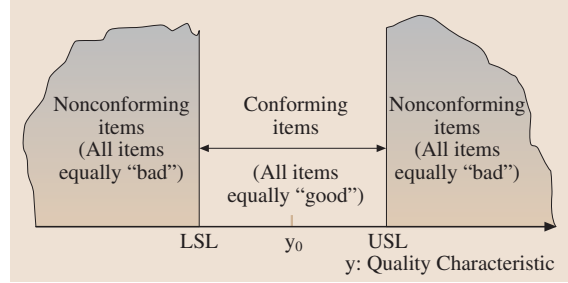 Nonconforming
items
(All items
equally “bad”)
Conforming
items
(All items
equally “good”)
Nonconforming
items
(All items
equally “bad”)
LSL
y₀
USL
y: Quality Characteristic